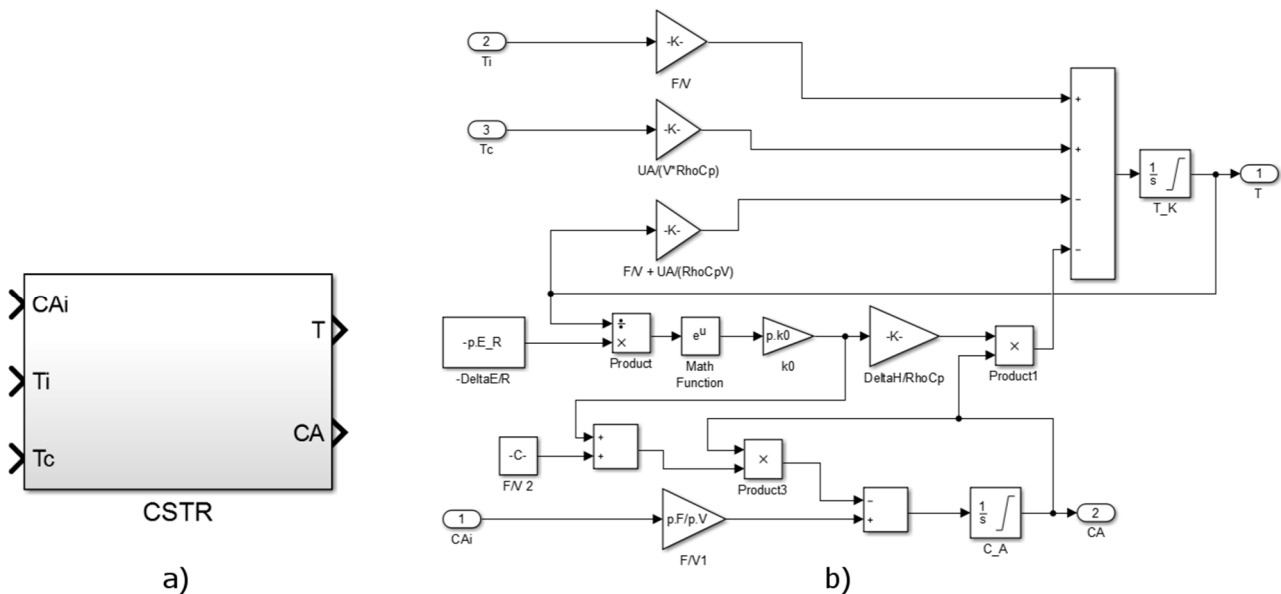 CAi
Ti
Tc
T
CA
CSTR
a)
2
Ti
-K-
F/V
3
Tc
-K-
UA/(V*RhoCp)
-K-
F/V + UA/(RhoCpV)
+
+
−
−
1
s
T_K
1
T
-p.E_R
-DeltaE/R
÷
×
Product
e^u
Math
Function
p.k0
k0
-K-
DeltaH/RhoCp
×
Product1
-C-
F/V 2
+
+
×
Product3
1
CAi
p.F/p.V
F/V1
−
+
1
s
C_A
2
CA
b)